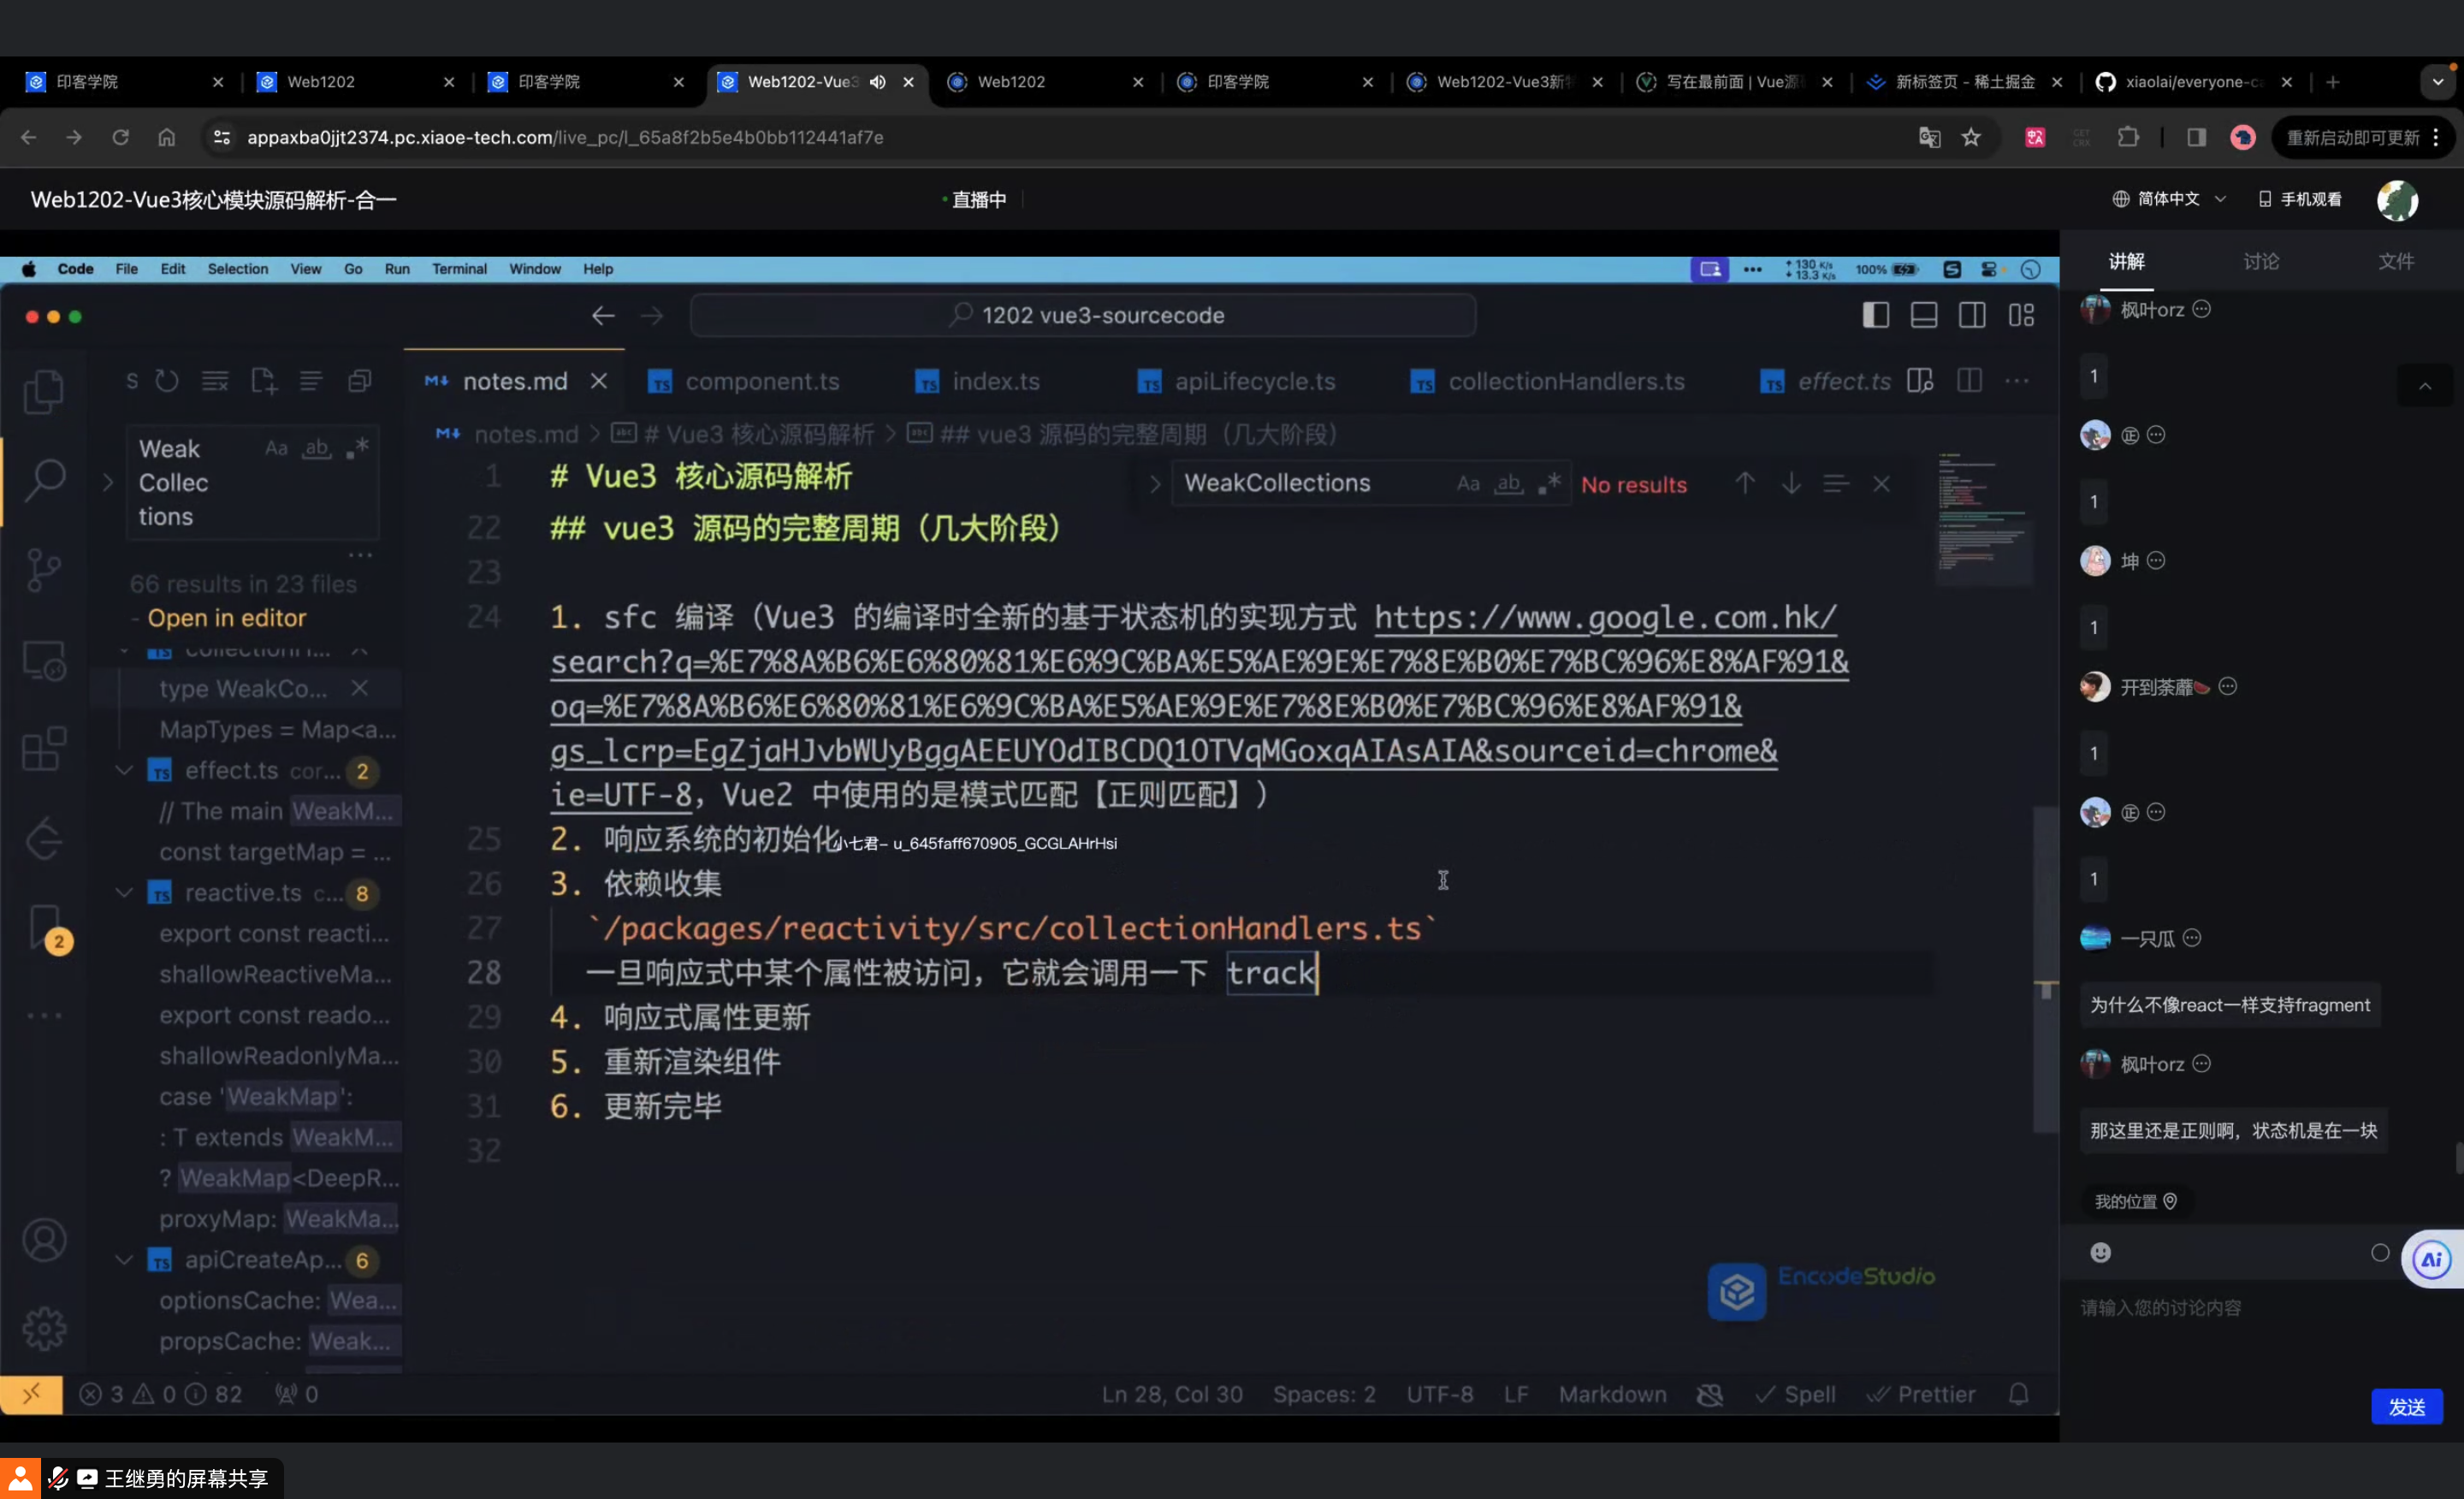 印客学院
Web1202
印客学院
Web1202-Vue3
Web1202
印客学院
Web1202-Vue3新
写在最前面 | Vue源
新标签页 - 稀土掘金
xiaolai/everyone-ca
appaxba0jjt2374.pc.xiaoe-tech.com/live_pc/l_65a8f2b5e4b0bb112441af7e
重新启动即可更新
Web1202-Vue3核心模块源码解析-合一
直播中
简体中文
手机观看
Code File Edit Selection View Go Run Terminal Window Help
130 K/s
13.3 K/s
100%
1202 vue3-sourcecode
notes.md
component.ts
index.ts
apiLifecycle.ts
collectionHandlers.ts
effect.ts
notes.md > # Vue3 核心源码解析 > ## vue3 源码的完整周期（几大阶段）
S
Weak
Collec
tions
Aa ab .*
66 results in 23 files
- Open in editor
type WeakCo...
MapTypes = Map<a...
effect.ts cor... 2
// The main WeakM...
const targetMap = ...
reactive.ts c... 8
export const reacti...
shallowReactiveMa...
export const reado...
shallowReadonlyMa...
case 'WeakMap':
: T extends WeakM...
? WeakMap<DeepR...
proxyMap: WeakMa...
apiCreateAp... 6
optionsCache: Wea...
propsCache: Weak...
WeakCollections Aa ab .* No results
1 # Vue3 核心源码解析
22 ## vue3 源码的完整周期（几大阶段）
23
24 1. sfc 编译（Vue3 的编译时全新的基于状态机的实现方式 https://www.google.com.hk/
search?q=%E7%8A%B6%E6%80%81%E6%9C%BA%E5%AE%9E%E7%8E%B0%E7%BC%96%E8%AF%91&
oq=%E7%8A%B6%E6%80%81%E6%9C%BA%E5%AE%9E%E7%8E%B0%E7%BC%96%E8%AF%91&
gs_lcrp=EgZjaHJvbWUyBggAEEUYOdIBCDQ1OTVqMGoxqAIAsAIA&sourceid=chrome&
ie=UTF-8，Vue2 中使用的是模式匹配【正则匹配】）
25 2. 响应系统的初始化
小七君- u_645faff670905_GCGLAHrHsi
26 3. 依赖收集
27 `/packages/reactivity/src/collectionHandlers.ts`
28 一旦响应式中某个属性被访问，它就会调用一下 track
29 4. 响应式属性更新
30 5. 重新渲染组件
31 6. 更新完毕
32
2
EncodeStudio
3 0 82 0
Ln 28, Col 30 Spaces: 2 UTF-8 LF Markdown Spell Prettier
讲解 讨论 文件
枫叶orz
1
㊣
1
坤
1
开到荼蘼🍉
1
㊣
1
一只瓜
为什么不像react一样支持fragment
枫叶orz
那这里还是正则啊，状态机是在一块
我的位置
Ai
请输入您的讨论内容
发送
王继勇的屏幕共享